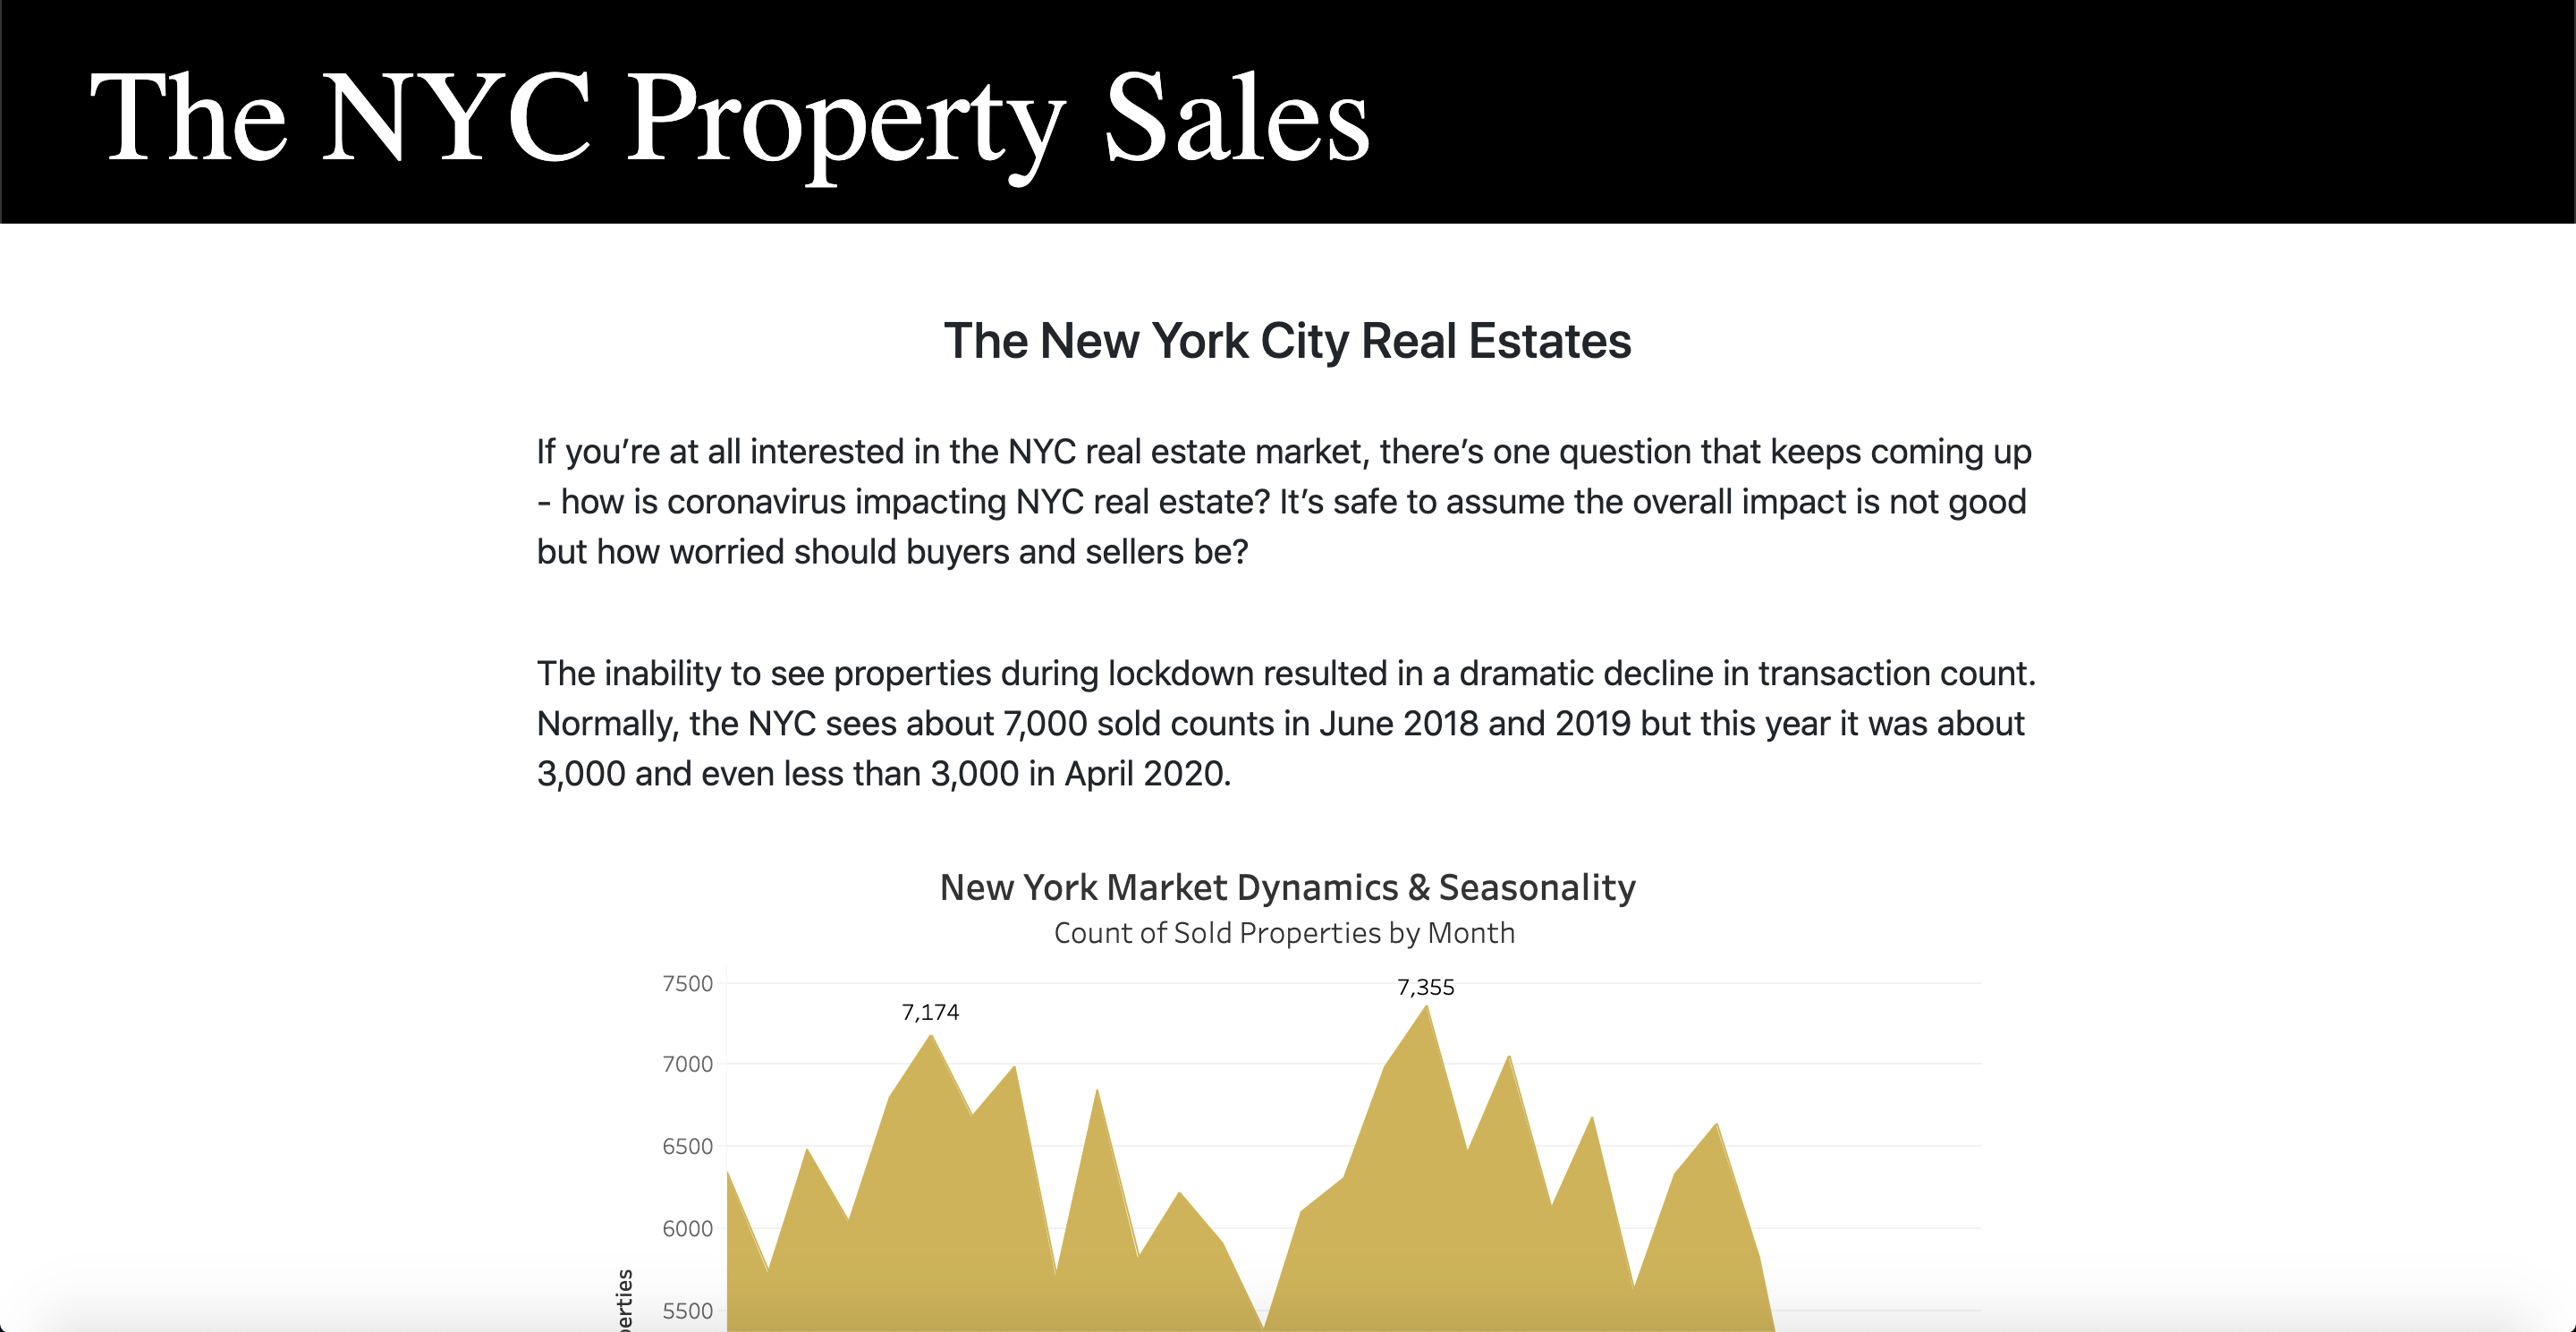 The NYC Property Sales
The New York City Real Estates
If you’re at all interested in the NYC real estate market, there’s one question that keeps coming up
- how is coronavirus impacting NYC real estate? It’s safe to assume the overall impact is not good
but how worried should buyers and sellers be?
The inability to see properties during lockdown resulted in a dramatic decline in transaction count.
Normally, the NYC sees about 7,000 sold counts in June 2018 and 2019 but this year it was about
3,000 and even less than 3,000 in April 2020.
New York Market Dynamics & Seasonality
Count of Sold Properties by Month
7500
7,355
7,174
7000
6500
6000
5500